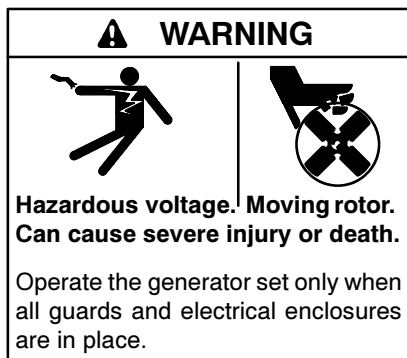 WARNING
Hazardous voltage. Moving rotor.
Can cause severe injury or death.
Operate the generator set only when
all guards and electrical enclosures
are in place.